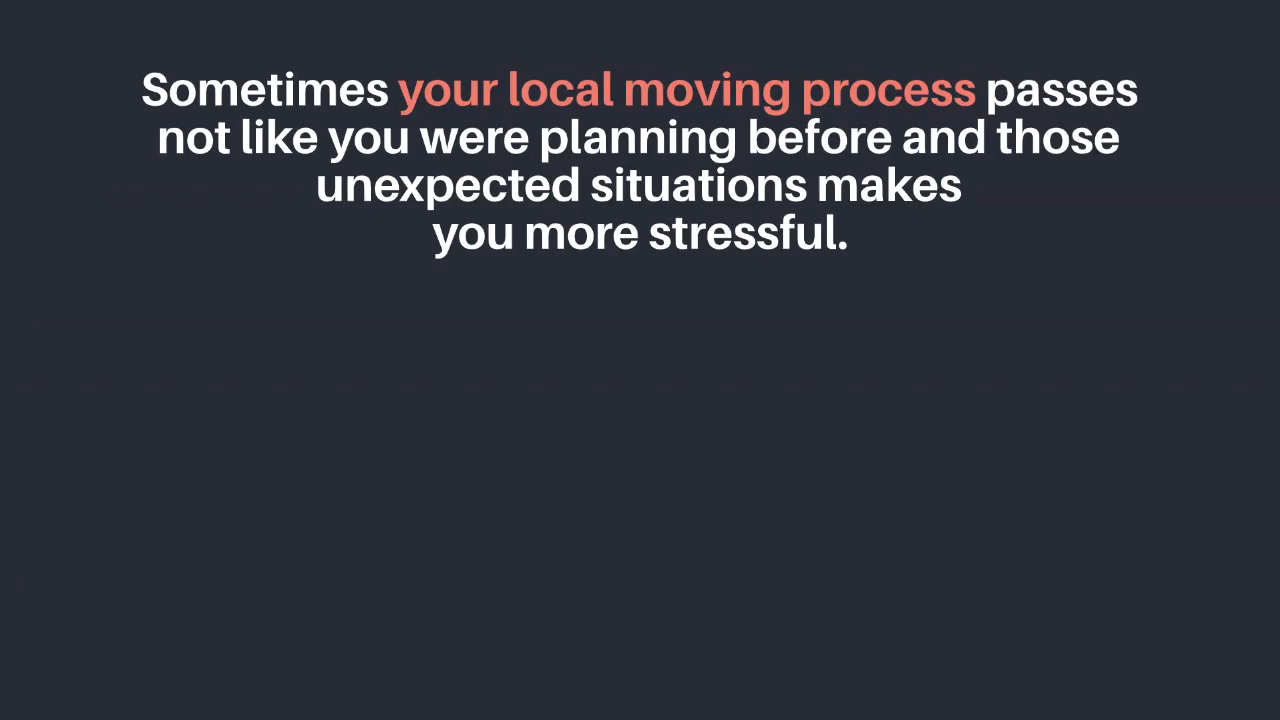 Sometimes your local moving process passes
not like you were planning before and those
unexpected situations makes
you more stressful.